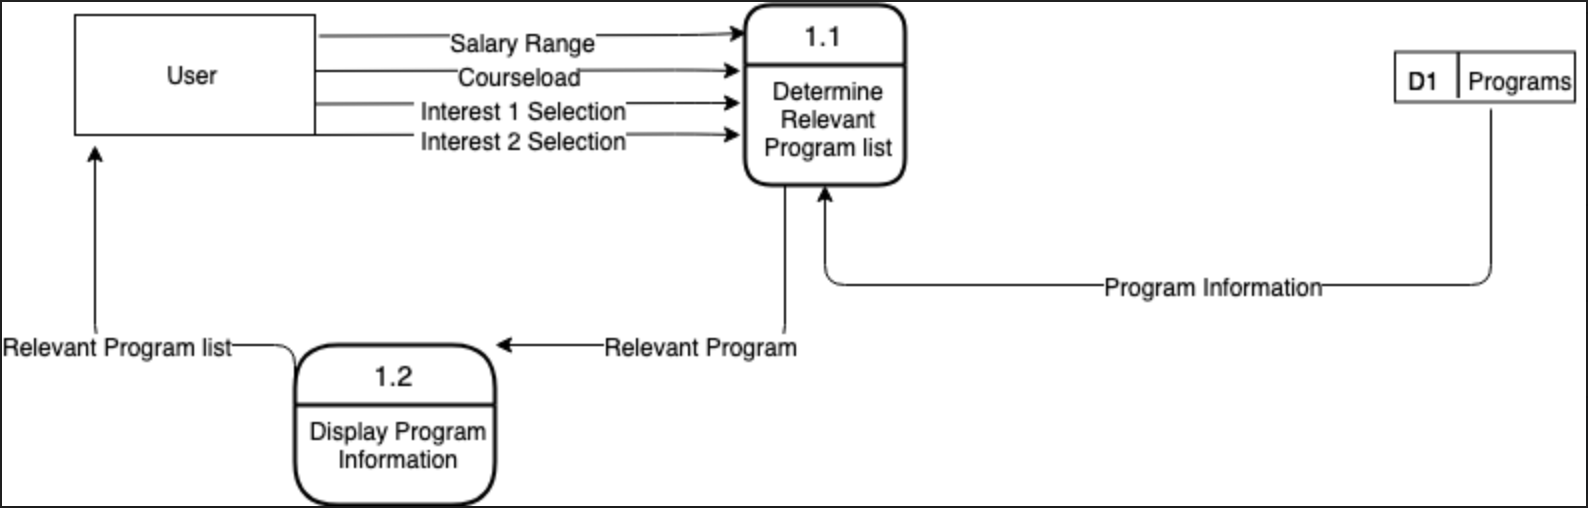 User
Salary Range
Courseload
Interest 1 Selection
Interest 2 Selection
1.1
Determine
Relevant
Program list
D1 Programs
Program Information
Relevant Program
Relevant Program list
1.2
Display Program
Information